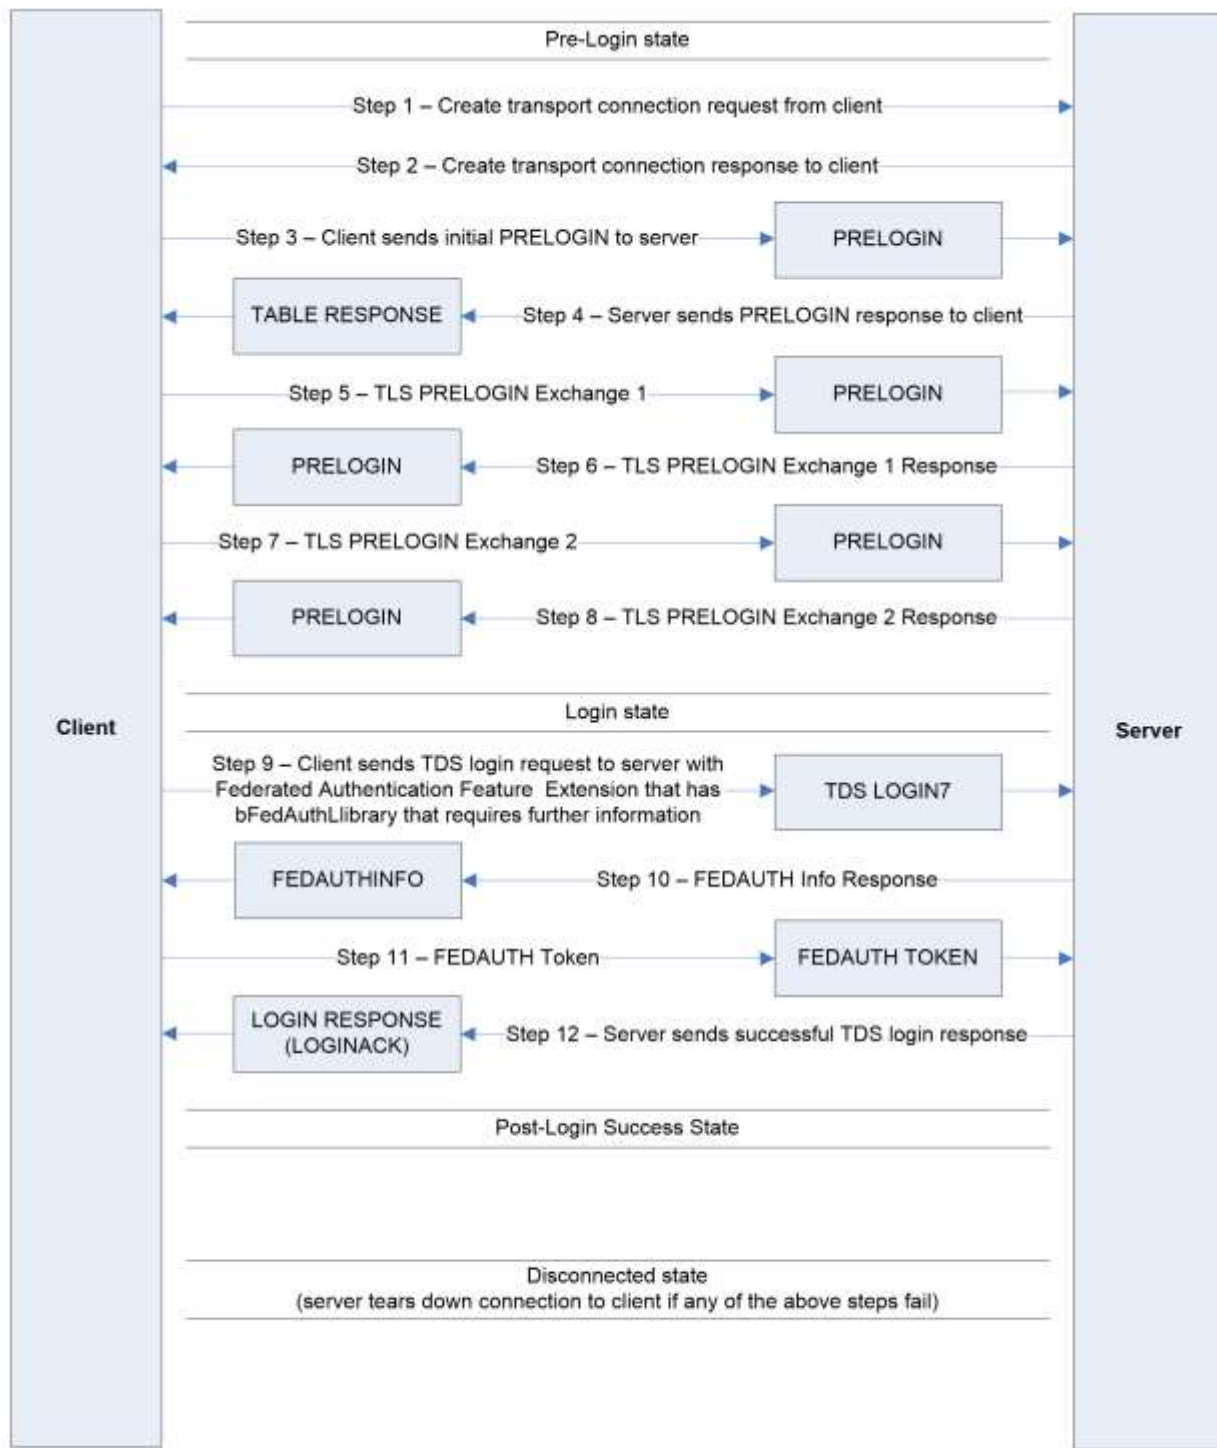 Pre-Login state
Step 1 – Create transport connection request from client
Step 2 – Create transport connection response to client
Step 3 – Client sends initial PRELOGIN to server
PRELOGIN
TABLE RESPONSE
Step 4 – Server sends PRELOGIN response to client
Step 5 – TLS PRELOGIN Exchange 1
PRELOGIN
PRELOGIN
Step 6 – TLS PRELOGIN Exchange 1 Response
Step 7 – TLS PRELOGIN Exchange 2
PRELOGIN
PRELOGIN
Step 8 – TLS PRELOGIN Exchange 2 Response
Client
Login state
Server
Step 9 – Client sends TDS login request to server with
Federated Authentication Feature  Extension that has
bFedAuthLlibrary that requires further information
TDS LOGIN7
FEDAUTHINFO
Step 10 – FEDAUTH Info Response
Step 11 – FEDAUTH Token
FEDAUTH TOKEN
LOGIN RESPONSE
(LOGINACK)
Step 12 – Server sends successful TDS login response
Post-Login Success State
Disconnected state
(server tears down connection to client if any of the above steps fail)